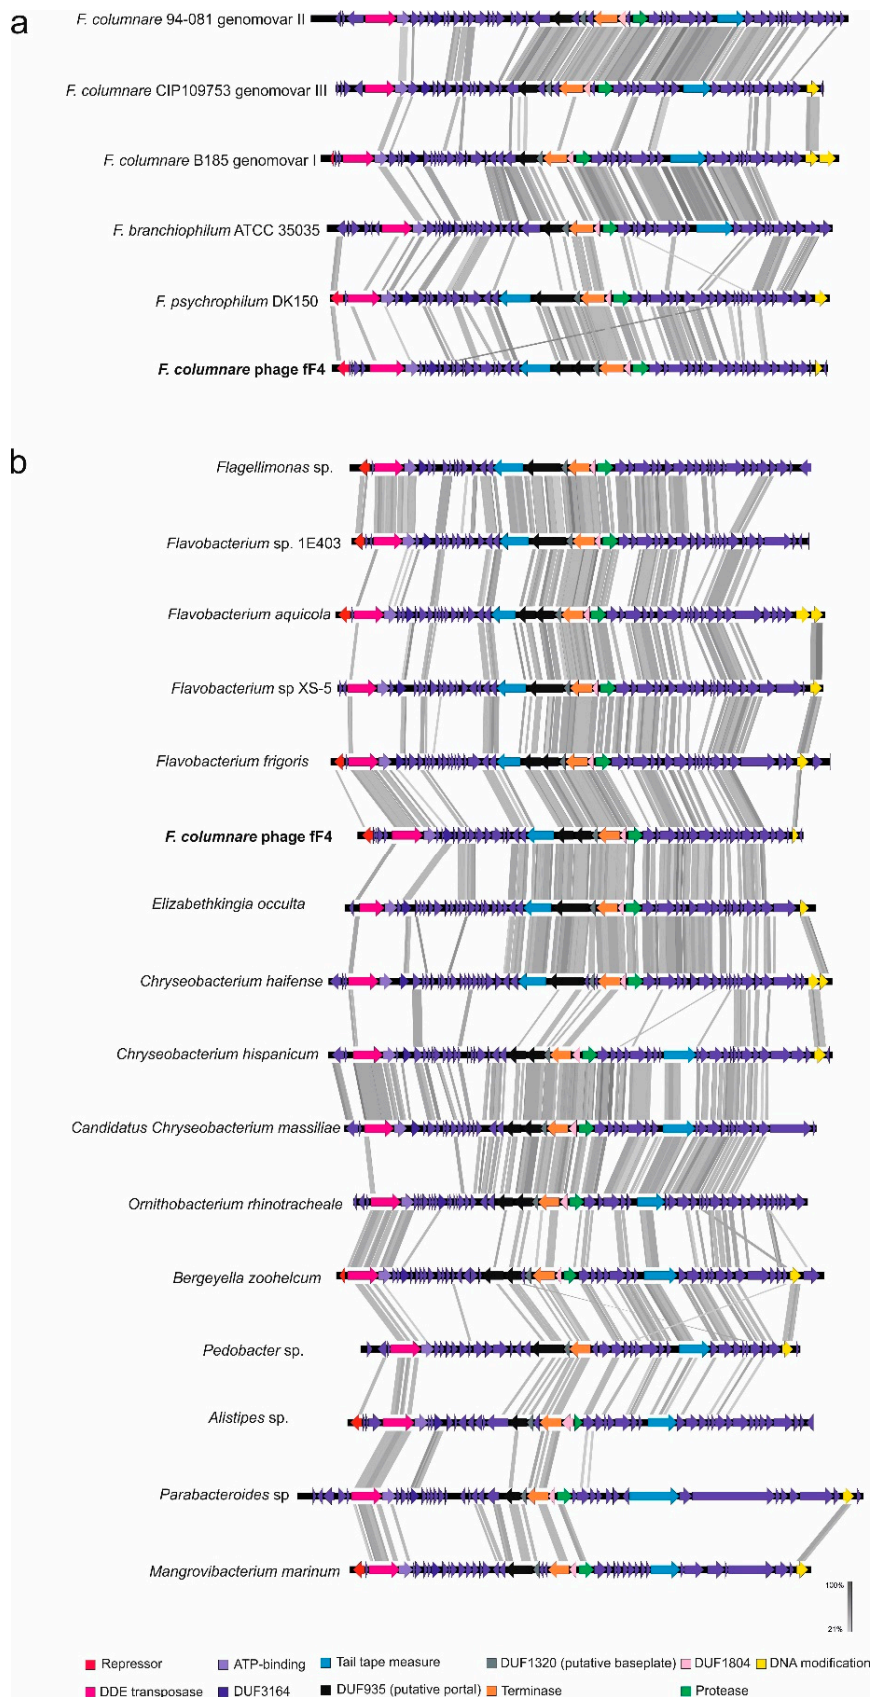 a
F. columnare 94-081 genomovar II
F. columnare CIP109753 genomovar III
F. columnare B185 genomovar I
F. branchiophilum ATCC 35035
F. psychrophilum DK150
F. columnare phage fF4
b
Flagellimonas sp.
Flavobacterium sp. 1E403
Flavobacterium aquicola
Flavobacterium sp XS-5
Flavobacterium frigoris
F. columnare phage fF4
Elizabethkingia occulta
Chryseobacterium haifense
Chryseobacterium hispanicum
Candidatus Chryseobacterium massiliae
Ornithobacterium rhinotracheale
Bergeyella zoohelcum
Pedobacter sp.
Alistipes sp.
Parabacteroides sp
Mangrovibacterium marinum
100%
21%
Repressor ATP-binding Tail tape measure DUF1320 (putative baseplate) DUF1804 DNA modification
DDE transposase DUF3164 DUF935 (putative portal) Terminase Protease